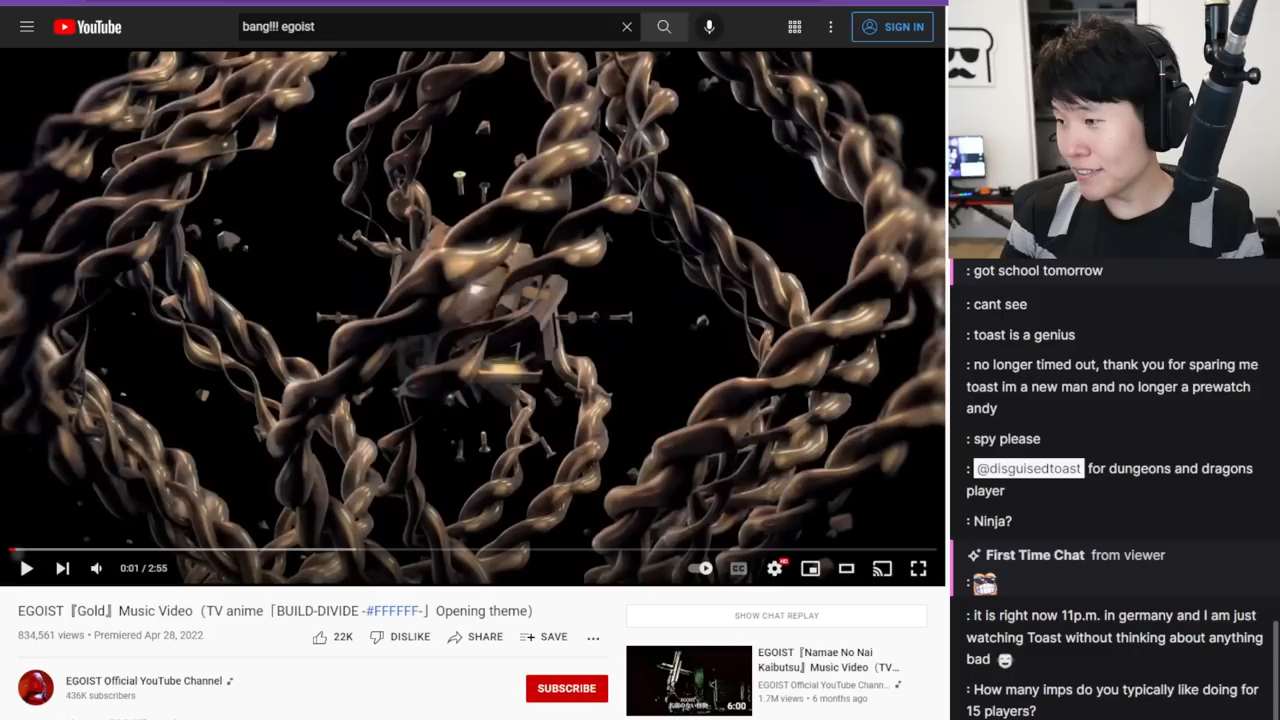 YouTube
bang!!! egoist
SIGN IN
0:01 / 2:55
CC
HD
EGOIST『Gold』Music Video（TV anime「BUILD-DIVIDE -#FFFFFF-」Opening theme）
834,561 views • Premiered Apr 28, 2022
22K
DISLIKE
SHARE
SAVE
EGOIST Official YouTube Channel
436K subscribers
SUBSCRIBE
SHOW CHAT REPLAY
6:00
EGOIST『Namae No Nai
Kaibutsu』Music Video（TV...
EGOIST Official YouTube Chann...
1.7M views • 6 months ago
: got school tomorrow
: cant see
: toast is a genius
: no longer timed out, thank you for sparing me
toast im a new man and no longer a prewatch
andy
: spy please
: @disguisedtoast for dungeons and dragons
player
: Ninja?
First Time Chat from viewer
:
: it is right now 11p.m. in germany and I am just
watching Toast without thinking about anything
bad
: How many imps do you typically like doing for
15 players?